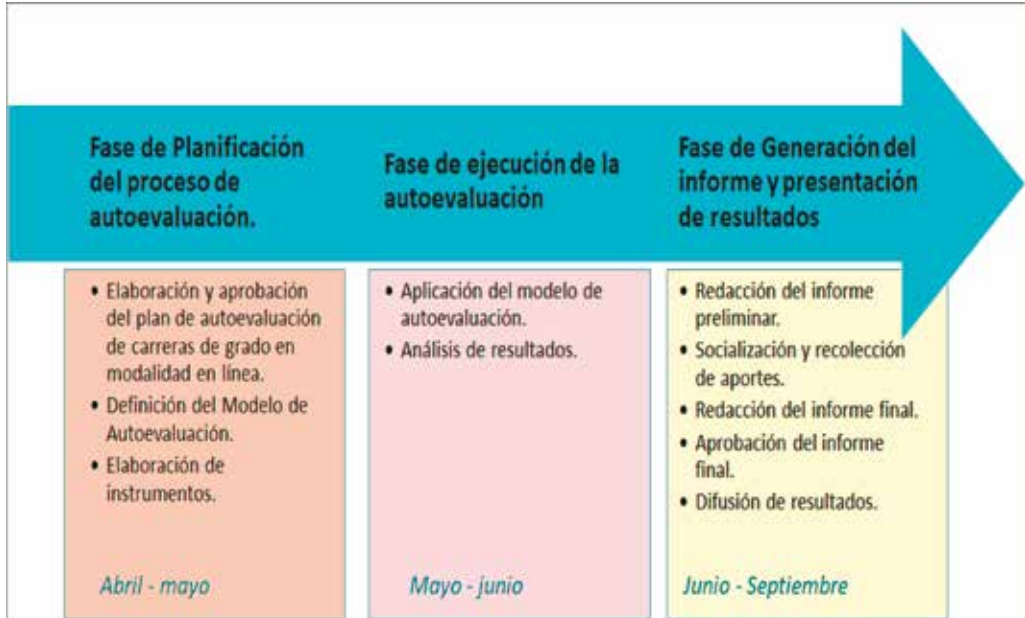 Fase de Planificación
del proceso de
autoevaluación.
Fase de ejecución de la
autoevaluación
Fase de Generación del
informe y presentación
de resultados
• Elaboración y aprobación
del plan de autoevaluación
de carreras de grado en
modalidad en línea.
• Definición del Modelo de
Autoevaluación.
• Elaboración de
instrumentos.
Abril - mayo
• Aplicación del modelo de
autoevaluación.
• Análisis de resultados.
Mayo - junio
• Redacción del informe
preliminar.
• Socialización y recolección
de aportes.
• Redacción del informe final.
• Aprobación del informe
final.
• Difusión de resultados.
Junio - Septiembre